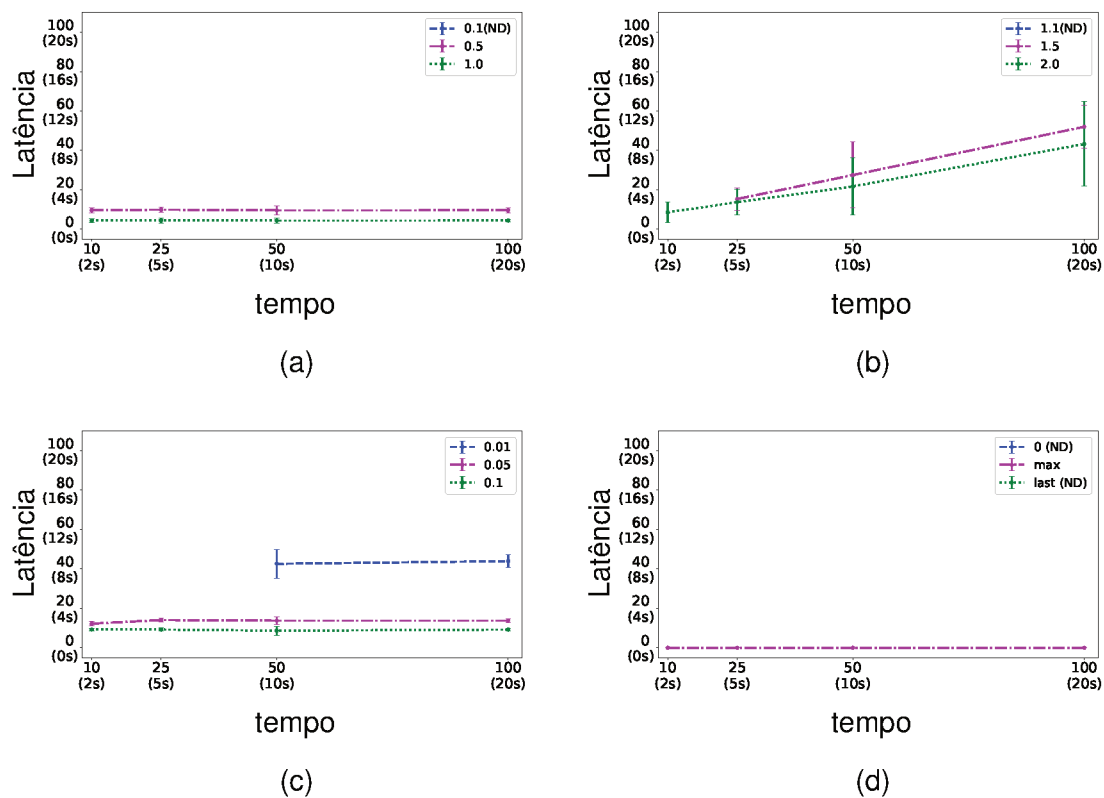 100
(20s)
80
(16s)
60
(12s)
40
(8s)
20
(4s)
0
(0s)
Latência
0.1(ND)
0.5
1.0
10
(2s)
25
(5s)
50
(10s)
100
(20s)
tempo
(a)
100
(20s)
80
(16s)
60
(12s)
40
(8s)
20
(4s)
0
(0s)
Latência
1.1(ND)
1.5
2.0
10
(2s)
25
(5s)
50
(10s)
100
(20s)
tempo
(b)
100
(20s)
80
(16s)
60
(12s)
40
(8s)
20
(4s)
0
(0s)
Latência
0.01
0.05
0.1
10
(2s)
25
(5s)
50
(10s)
100
(20s)
tempo
(c)
100
(20s)
80
(16s)
60
(12s)
40
(8s)
20
(4s)
0
(0s)
Latência
0 (ND)
max
last (ND)
10
(2s)
25
(5s)
50
(10s)
100
(20s)
tempo
(d)